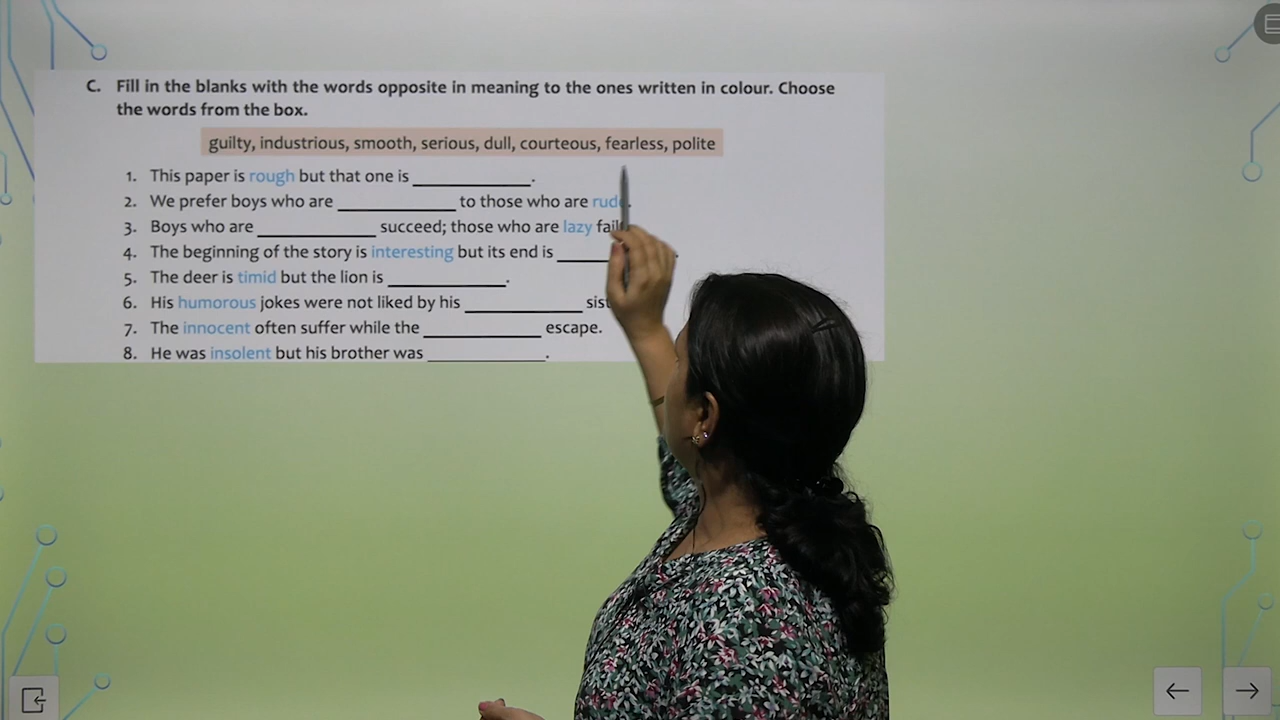 C. Fill in the blanks with the words opposite in meaning to the ones written in colour. Choose
the words from the box.
guilty, industrious, smooth, serious, dull, courteous, fearless, polite
1. This paper is rough but that one is ____________.
2. We prefer boys who are ____________ to those who are rude.
3. Boys who are ____________ succeed; those who are lazy fail
4. The beginning of the story is interesting but its end is ______.
5. The deer is timid but the lion is ____________.
6. His humorous jokes were not liked by his ____________
7. The innocent often suffer while the ____________ escape.
8. He was insolent but his brother was ____________.